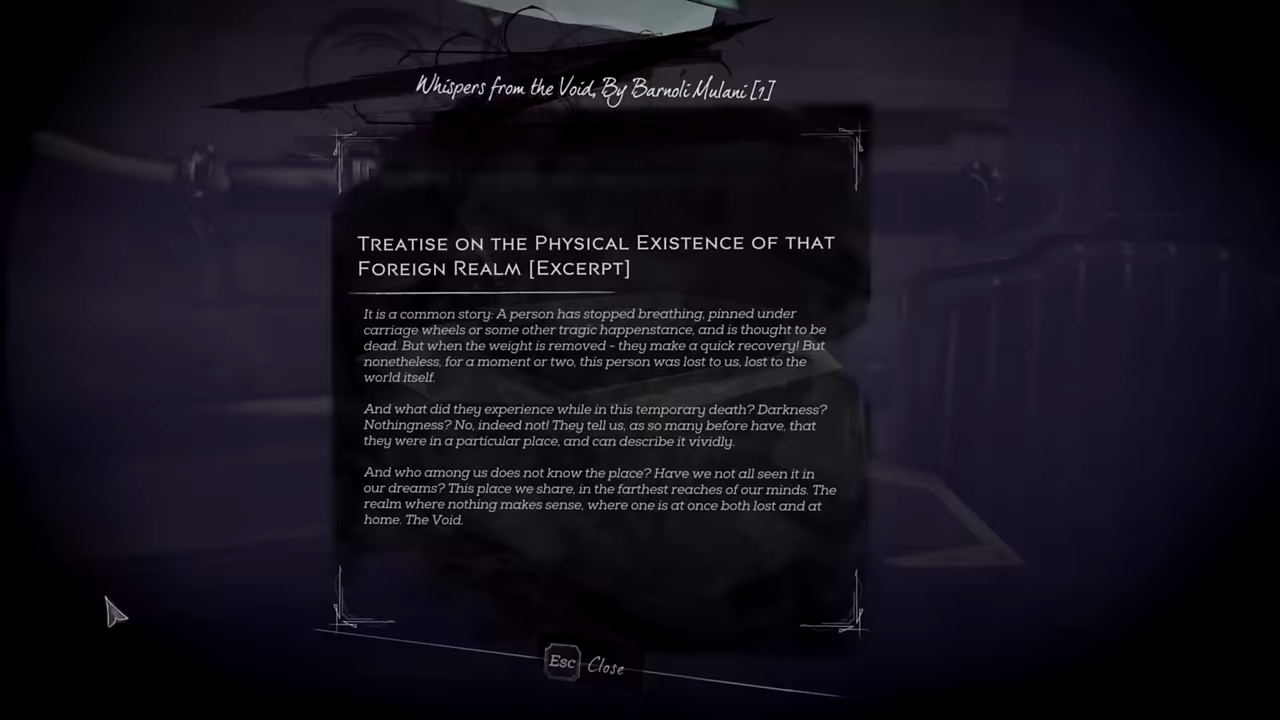 Whispers from the Void, By Barnoli Mulani [1]
Treatise on the Physical Existence of that
Foreign Realm [Excerpt]
It is a common story: A person has stopped breathing, pinned under
carriage wheels or some other tragic happenstance, and is thought to be
dead. But when the weight is removed - they make a quick recovery! But
nonetheless, for a moment or two, this person was lost to us, lost to the
world itself.
And what did they experience while in this temporary death? Darkness?
Nothingness? No, indeed not! They tell us, as so many before have, that
they were in a particular place, and can describe it vividly.
And who among us does not know the place? Have we not all seen it in
our dreams? This place we share, in the farthest reaches of our minds. The
realm where nothing makes sense, where one is at once both lost and at
home. The Void.
Esc Close